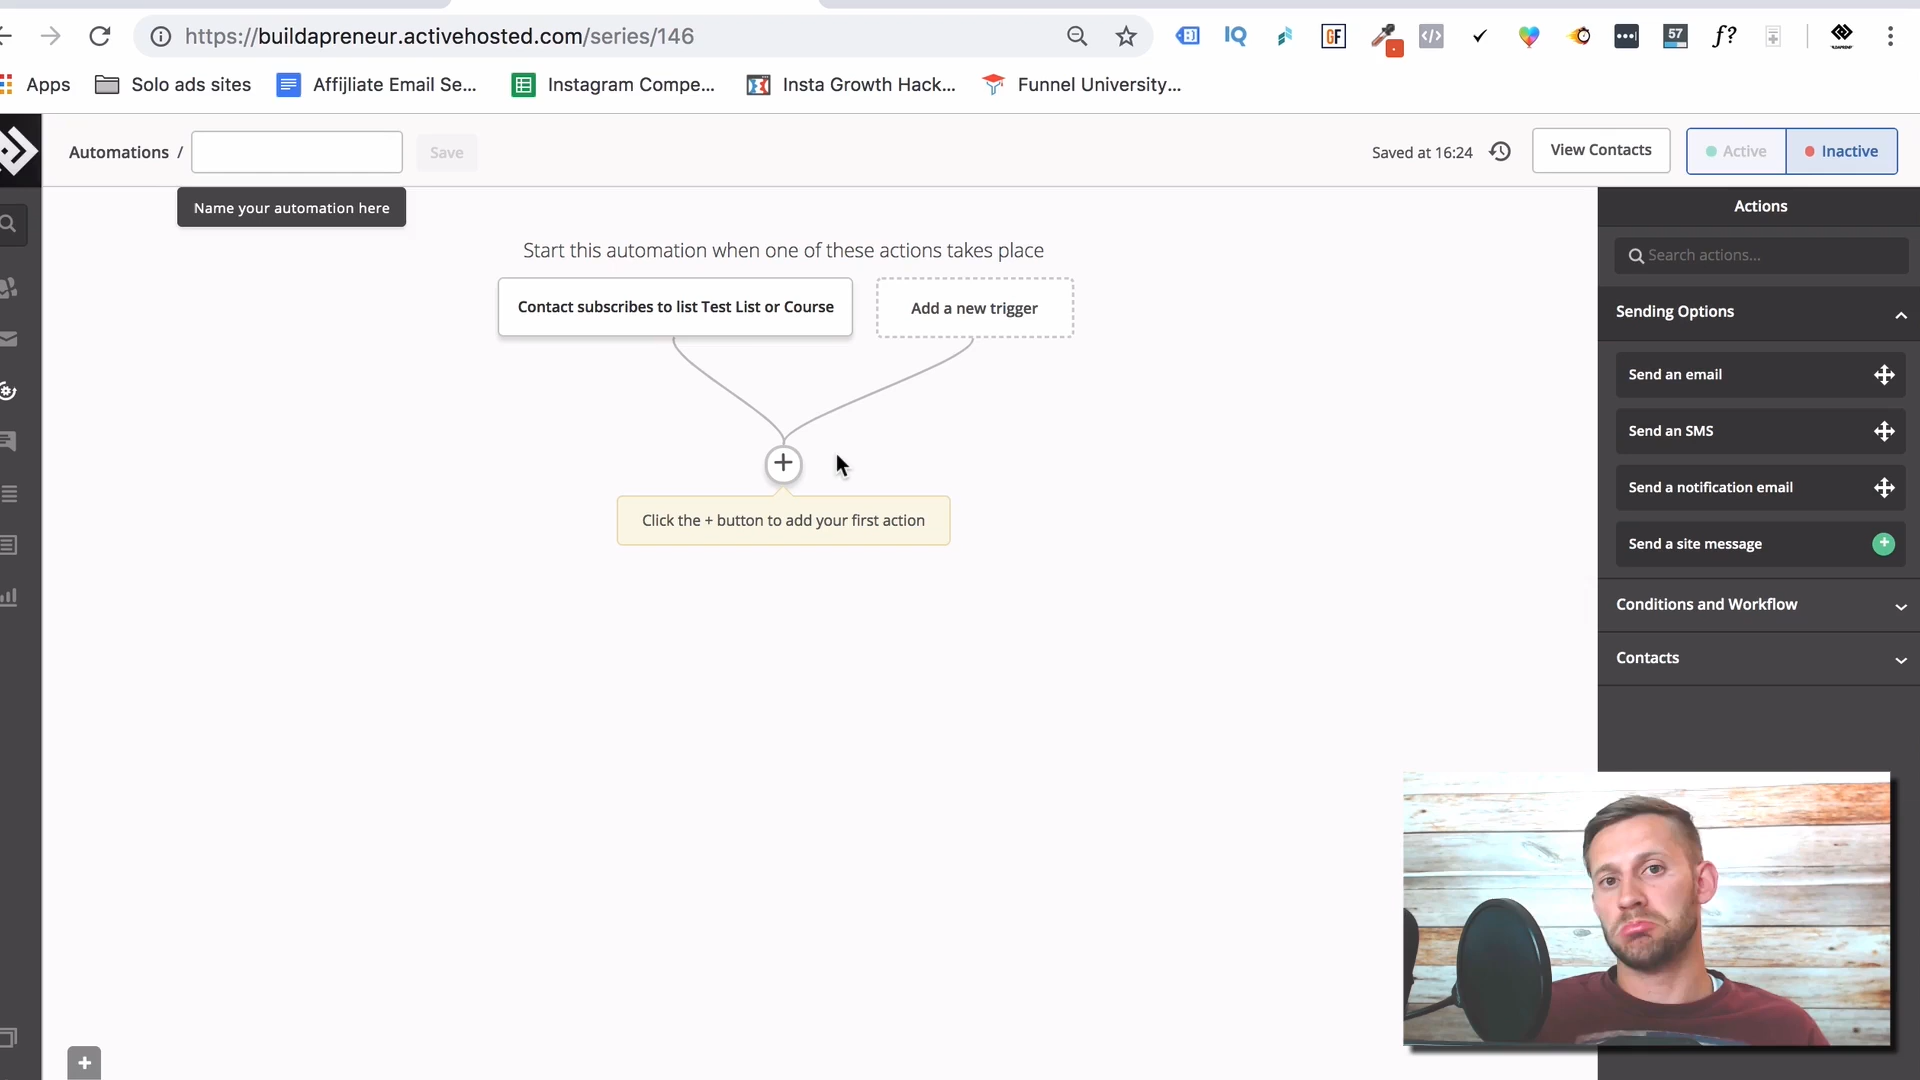 https://buildapreneur.activehosted.com/series/146
IQ
GF
57
f?
Apps
Solo ads sites
Affijliate Email Se...
Instagram Compe...
Insta Growth Hack...
Funnel University...
Automations /
Save
Saved at 16:24
View Contacts
Active
Inactive
Name your automation here
Actions
Search actions...
Start this automation when one of these actions takes place
Contact subscribes to list Test List or Course
Add a new trigger
Sending Options
Send an email
Send an SMS
Send a notification email
Send a site message
Click the + button to add your first action
Conditions and Workflow
Contacts